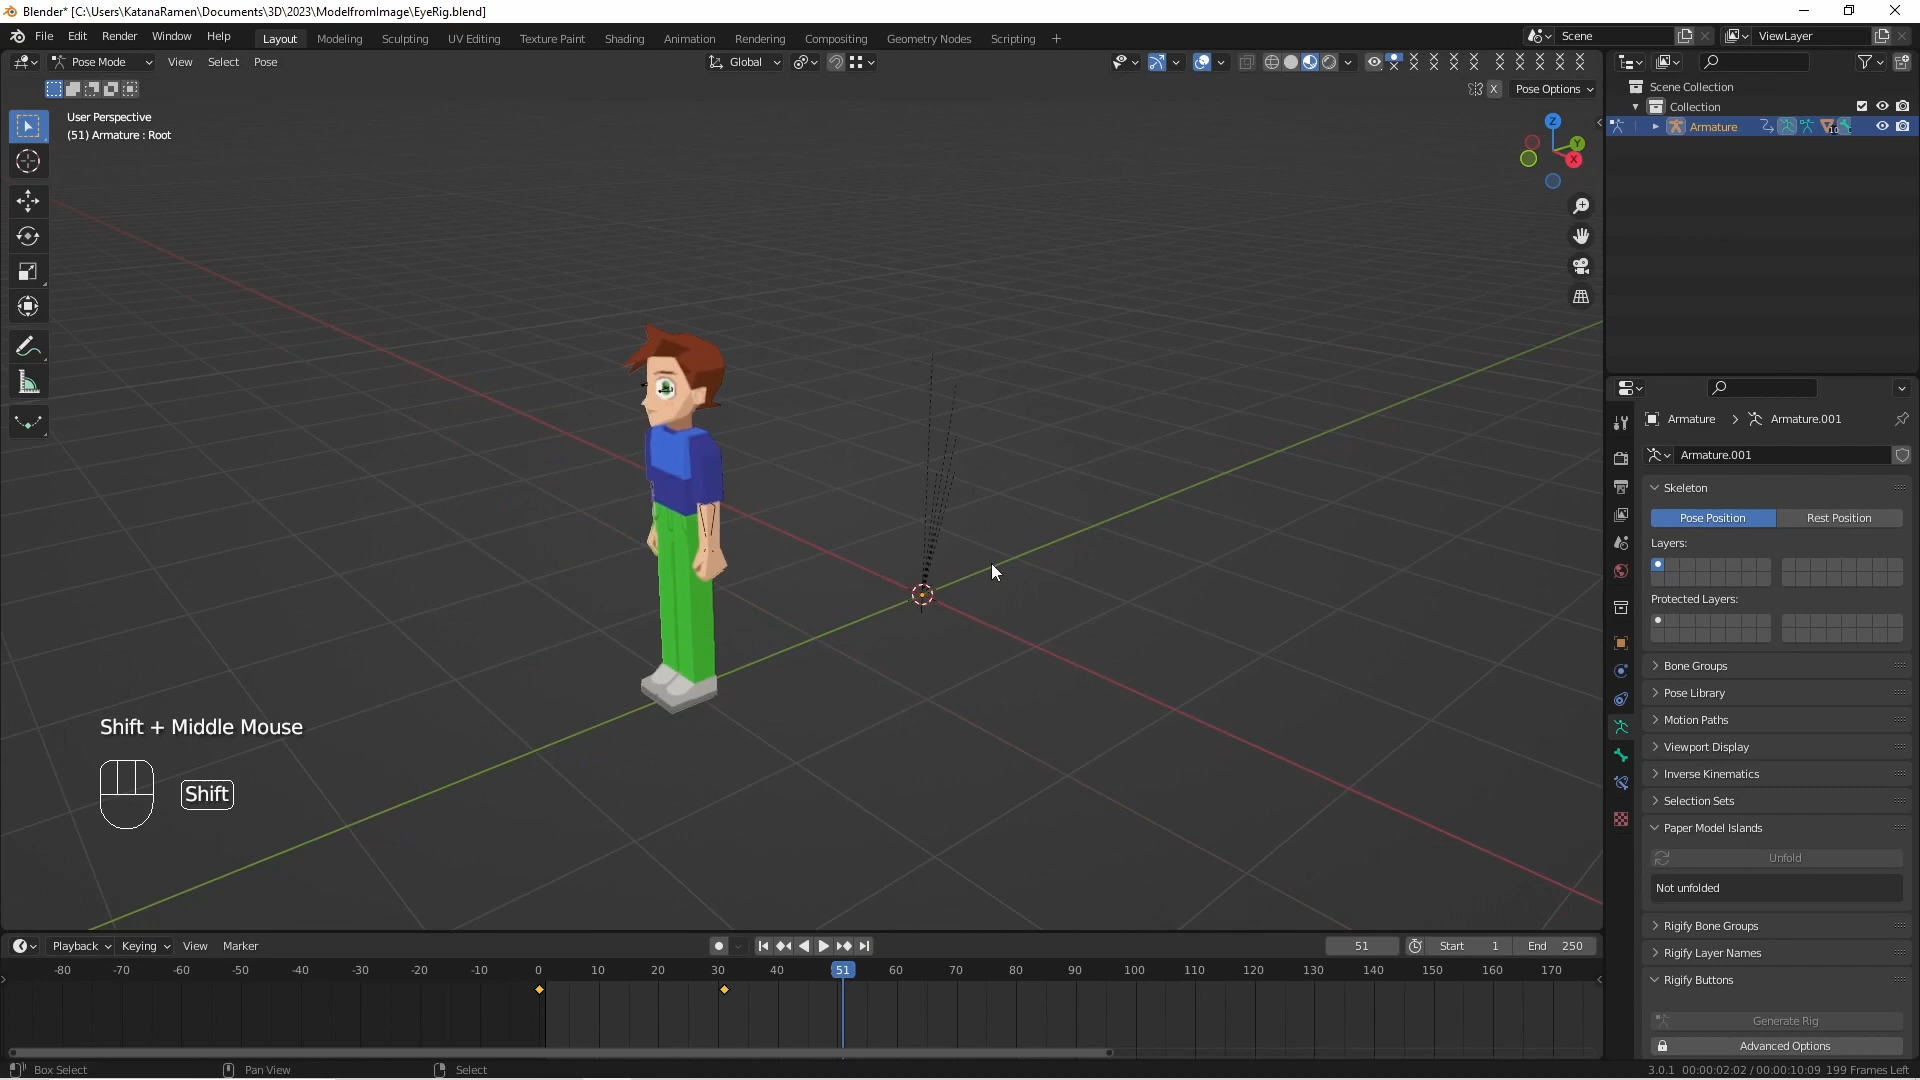 Blender* [C:\Users\KatanaRamen\Documents\3D\2023\ModelfromImage\EyeRig.blend]
File Edit Render Window Help
Layout Modeling Sculpting UV Editing Texture Paint Shading Animation Rendering Compositing Geometry Nodes Scripting +
Scene
ViewLayer
Pose Mode View Select Pose
Global
X Pose Options
User Perspective
(51) Armature : Root
Z
Y
X
Scene Collection
Collection
Armature
Armature Armature.001
Armature.001
Skeleton
Pose Position Rest Position
Layers:
Protected Layers:
Bone Groups
Pose Library
Motion Paths
Viewport Display
Inverse Kinematics
Selection Sets
Paper Model Islands
Unfold
Not unfolded
Rigify Bone Groups
Rigify Layer Names
Rigify Buttons
Generate Rig
Advanced Options
Shift + Middle Mouse
Shift
Playback Keying View Marker
51 Start 1 End 250
-80 -70 -60 -50 -40 -30 -20 -10 0 10 20 30 40 51 60 70 80 90 100 110 120 130 140 150 160 170
Box Select Pan View Select
3.0.1 00:00:02:02 / 00:00:10:09 199 Frames Left